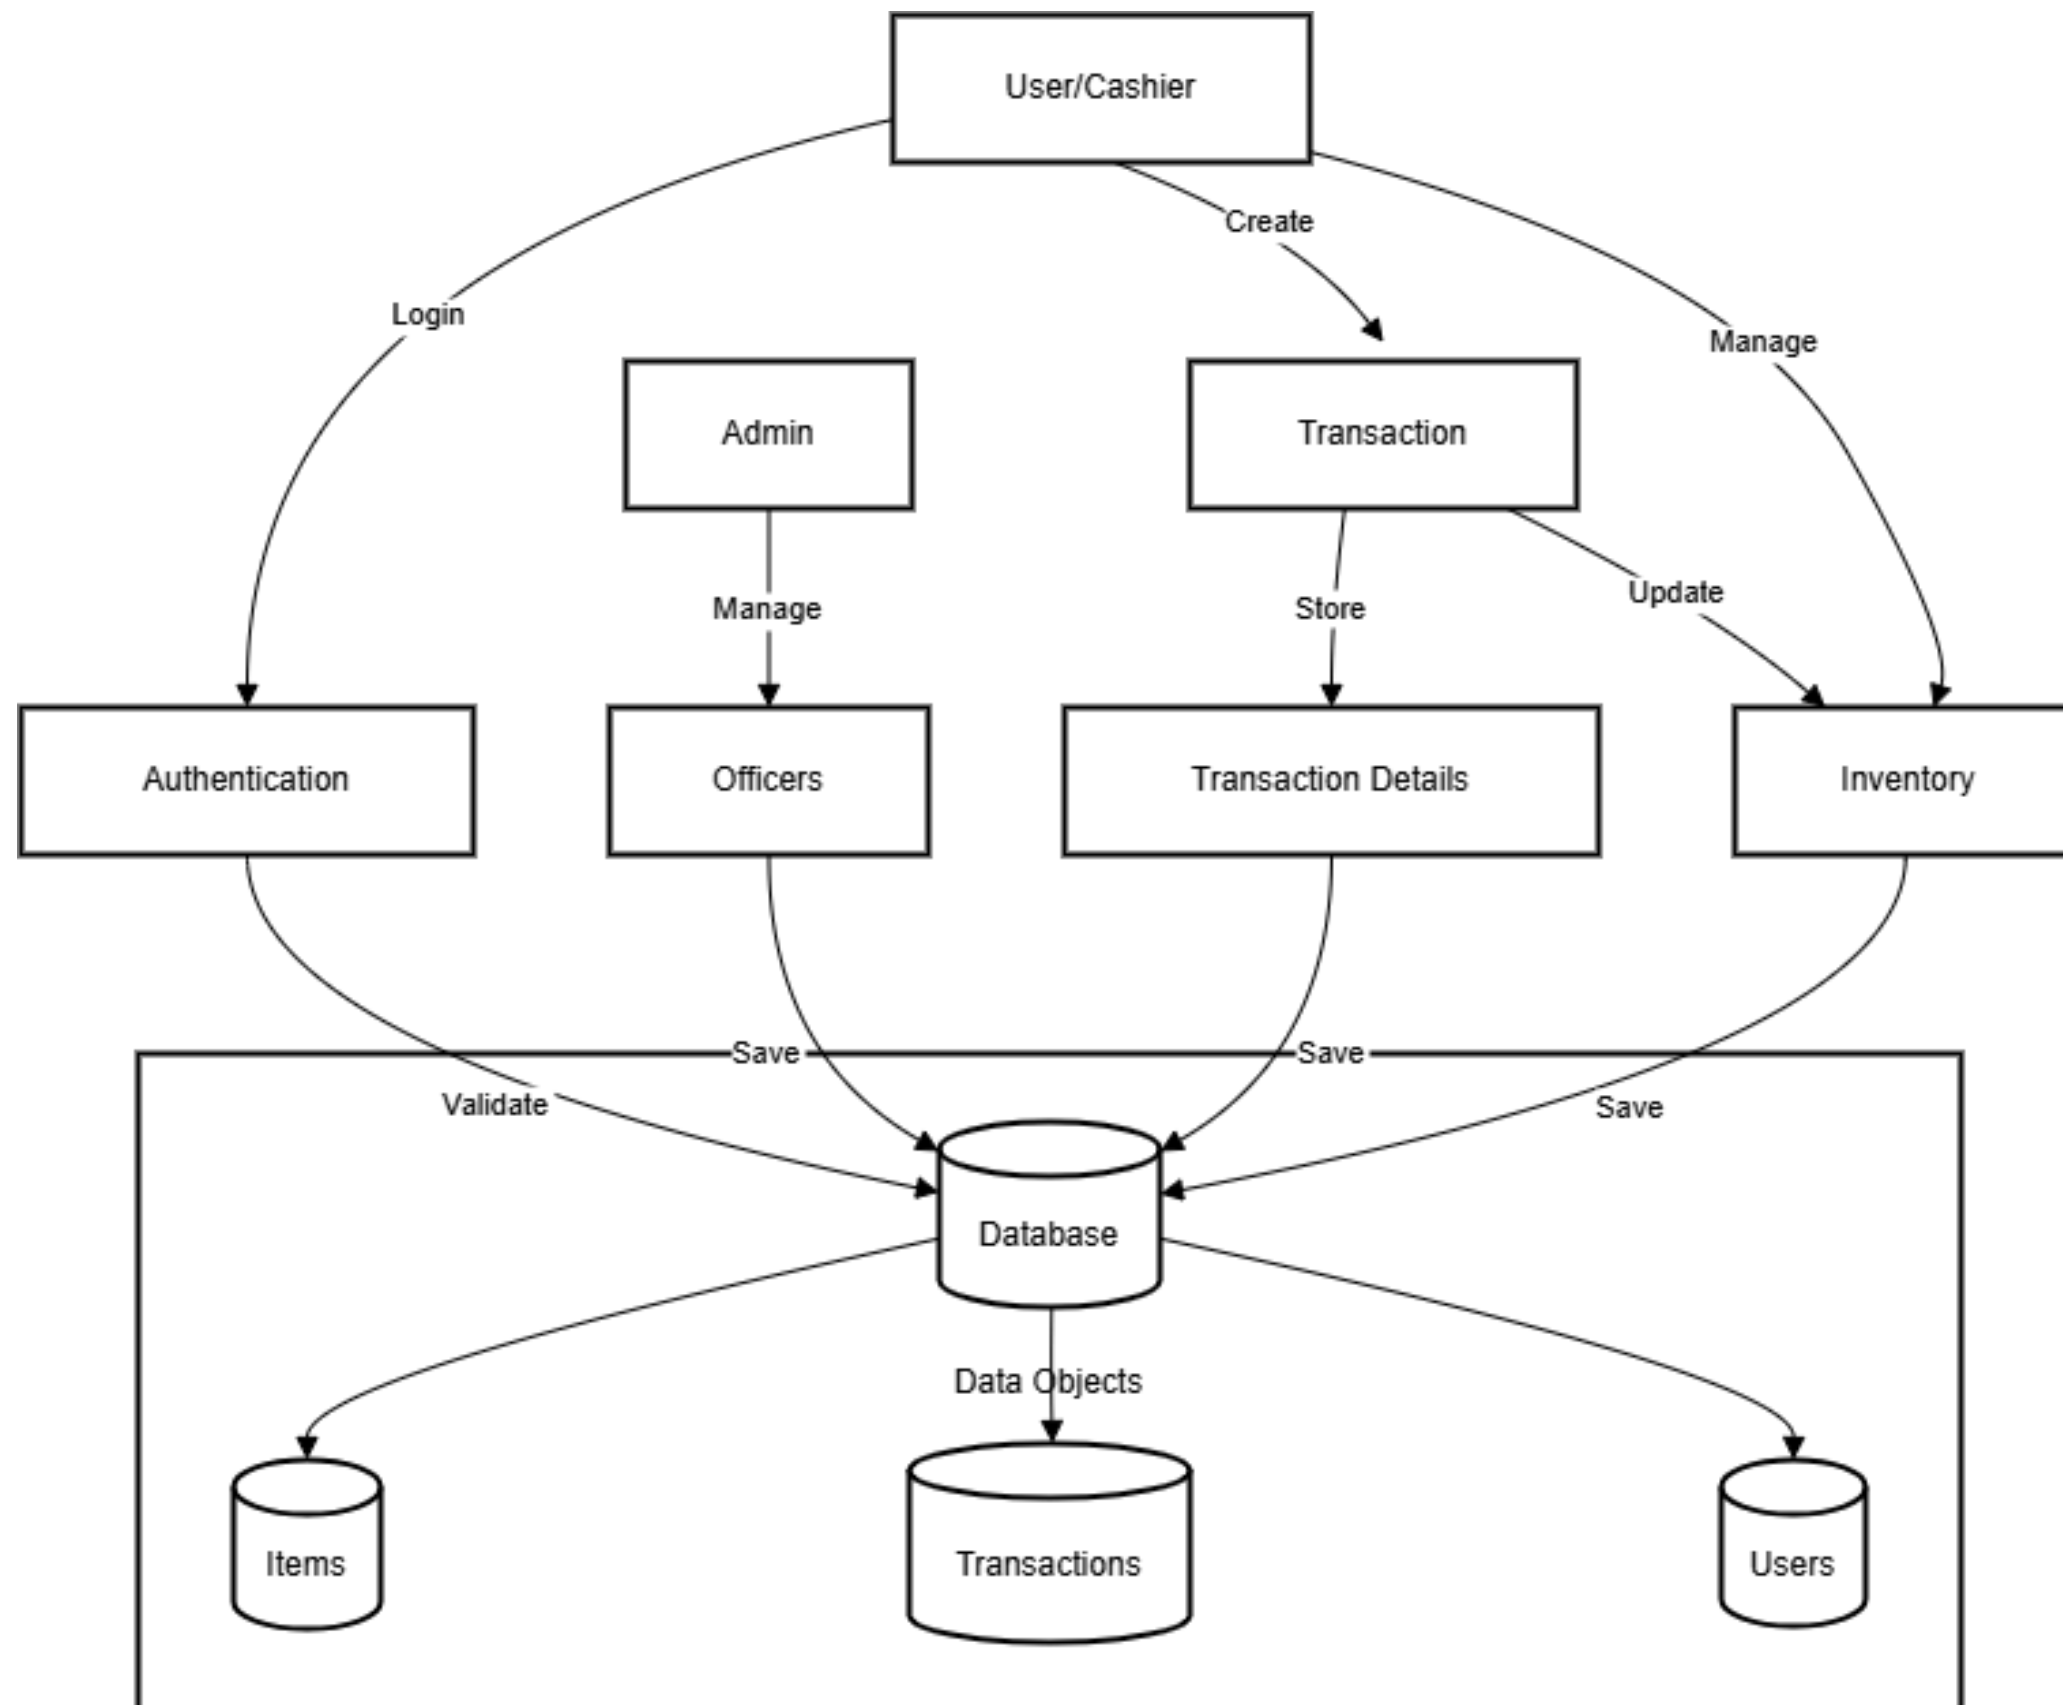 User/Cashier
Create
Login
Manage
Admin
Transaction
Manage
Store
Update
Authentication
Officers
Transaction Details
Inventory
Save
Save
Validate
Save
Database
Data Objects
Items
Transactions
Users